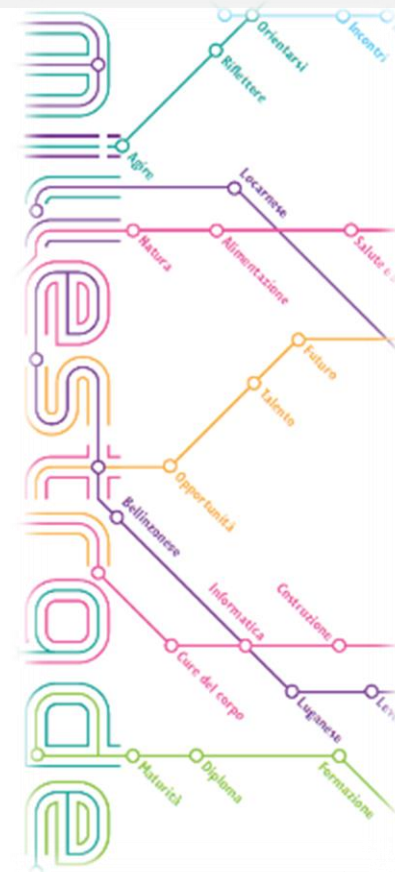 millestrade
Orientarsi
Incontri
Riflettere
Agire
Locarnese
Natura
Alimentazione
Salute e
Futuro
Talento
Opportunità
Bellinzonese
Informatica
Costruzione
Cure del corpo
Luganese
Maturità
Diploma
Formazione